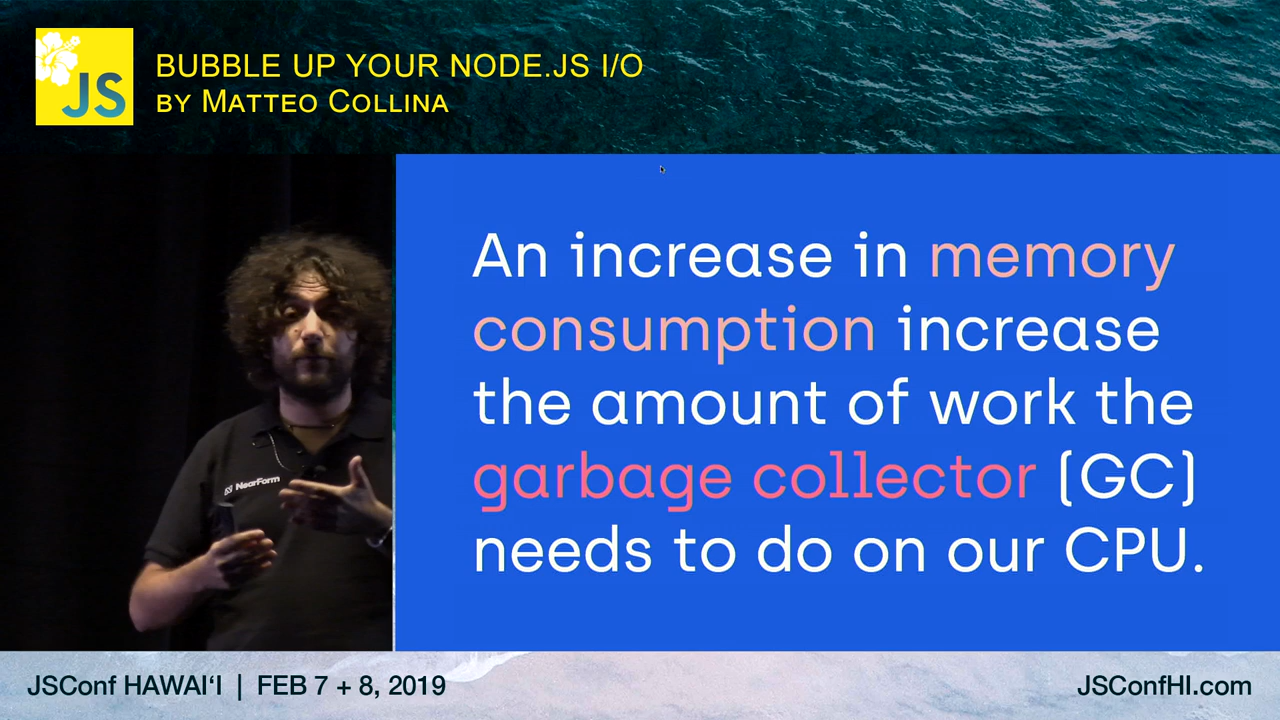 JS
BUBBLE UP YOUR NODE.JS I/O
BY MATTEO COLLINA
An increase in memory
consumption increase
the amount of work the
garbage collector (GC)
needs to do on our CPU.
NearForm
JSConf HAWAI‘I | FEB 7 + 8, 2019
JSConfHI.com